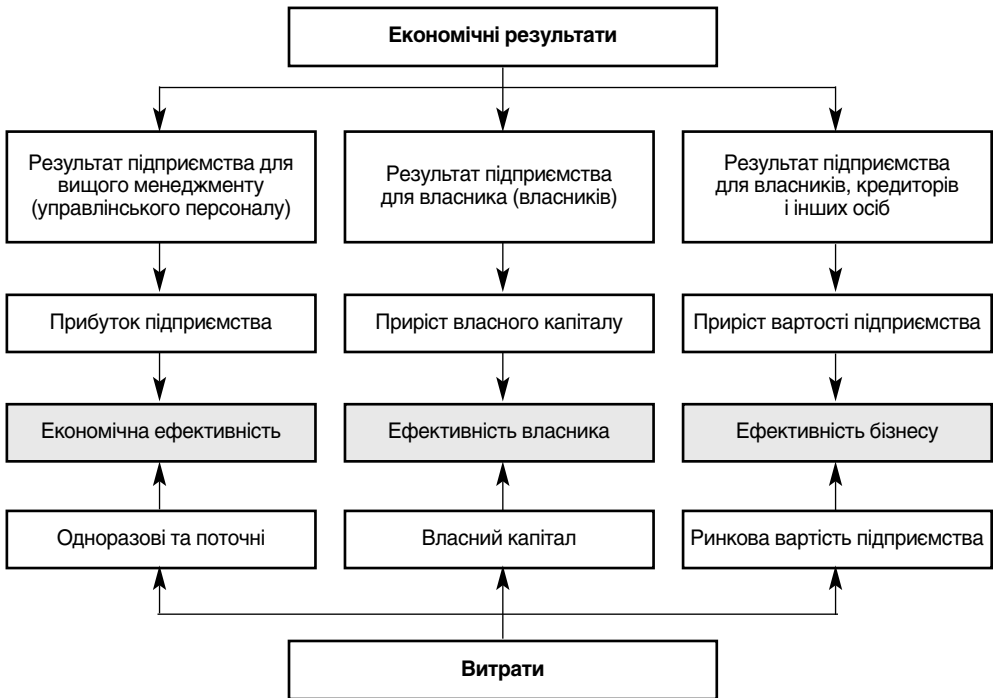 Економічні результати
Результат підприємства для
вищого менеджменту
(управлінського персоналу)
Результат підприємства
для власника (власників)
Результат підприємства
для власників, кредиторів
і інших осіб
Прибуток підприємства
Приріст власного капіталу
Приріст вартості підприємства
Економічна ефективність
Ефективність власника
Ефективність бізнесу
Одноразові та поточні
Власний капітал
Ринкова вартість підприємства
Витрати